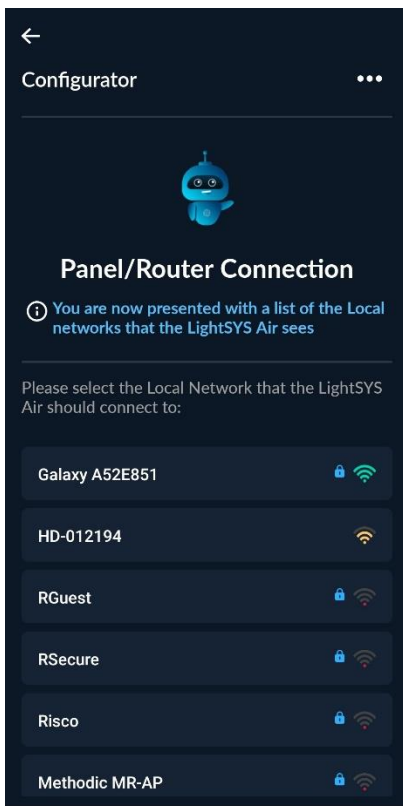 Configurator
Panel/Router Connection
You are now presented with a list of the Local
networks that the LightSYS Air sees
Please select the Local Network that the LightSYS
Air should connect to:
Galaxy A52E851
HD-012194
RGuest
RSecure
Risco
Methodic MR-AP